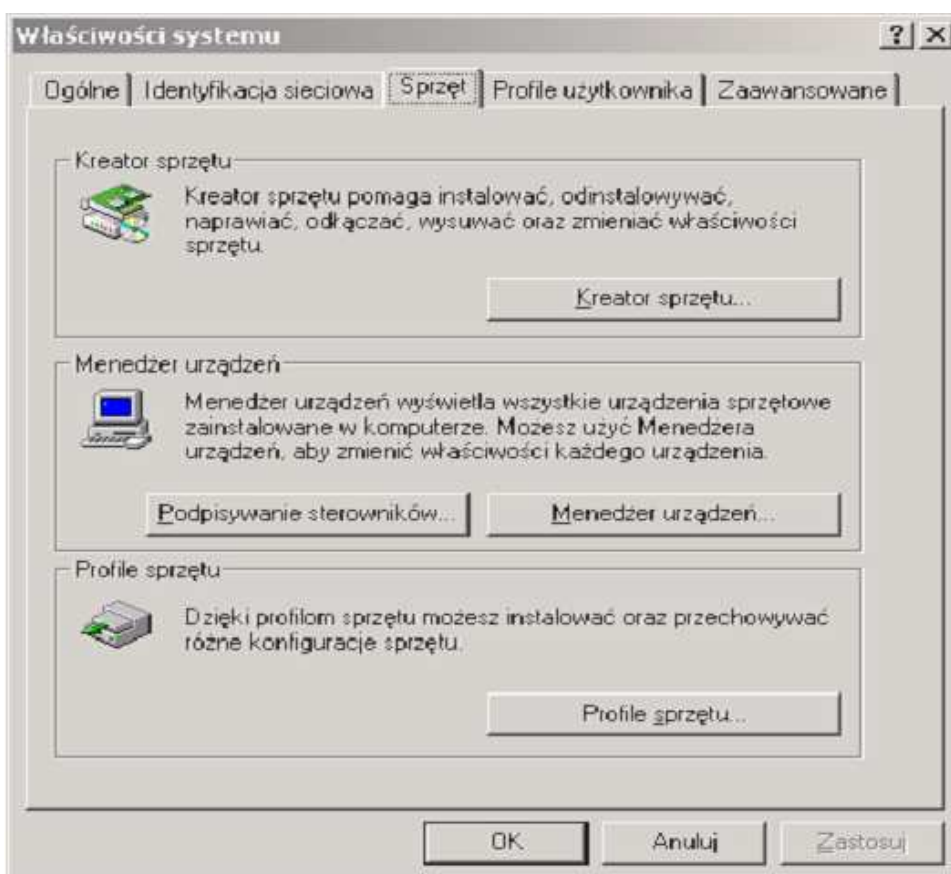 Właściwości systemu
Ogólne Identyfikacja sieciowa Sprzęt Profile użytkownika Zaawansowane
Kreator sprzętu
Kreator sprzętu pomaga instalować, odinstalowywać,
naprawiać, odłączać, wysuwać oraz zmieniać właściwości
sprzętu.
Kreator sprzętu...
Menedżer urządzeń
Menedżer urządzeń wyświetla wszystkie urządzenia sprzętowe
zainstalowane w komputerze. Możesz użyć Menedżera
urządzeń, aby zmienić właściwości każdego urządzenia.
Podpisywanie sterowników... Menedżer urządzeń...
Profile sprzętu
Dzięki profilom sprzętu możesz instalować oraz przechowywać
różne konfiguracje sprzętu.
Profile sprzętu...
OK Anuluj Zastosuj